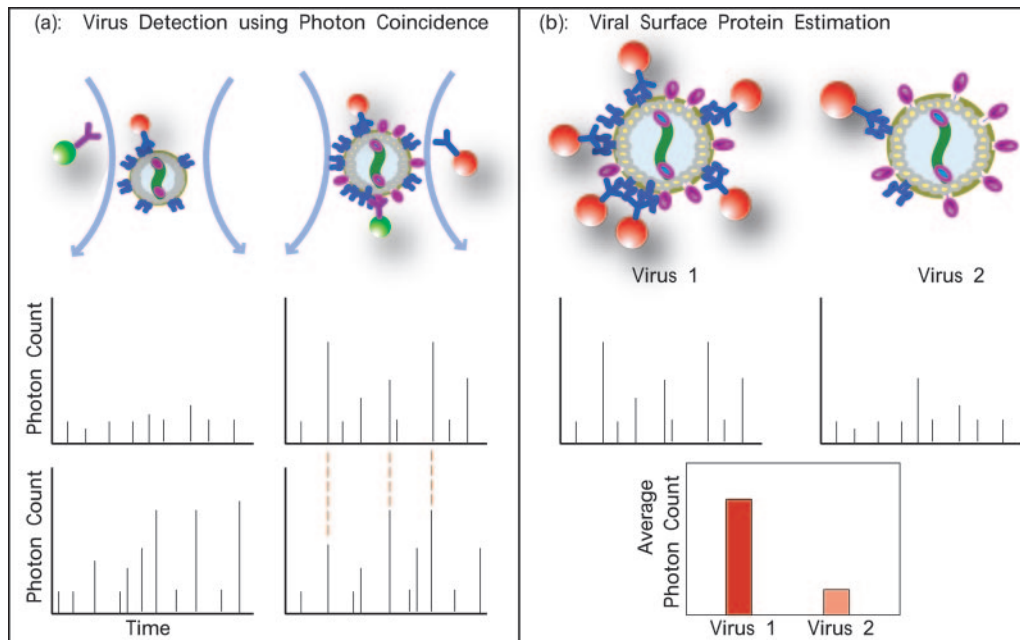 (a): Virus Detection using Photon Coincidence
Photon Count
Photon Count
Time
(b): Viral Surface Protein Estimation
Virus 1
Virus 2
Average
Photon Count
Virus 1
Virus 2